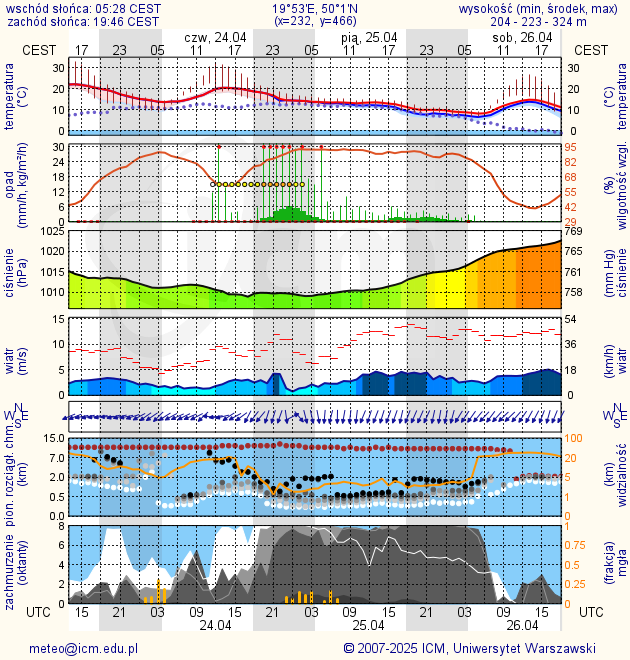 wschód słońca: 05:28 CEST 19°53'E, 50°1'N wysokość (min, środek, max)
zachód słońca: 19:46 CEST (x=232, y=466) 204 - 223 - 324 m
czw, 24.04 pią, 25.04 sob, 26.04
CEST 17 23 05 11 17 23 05 11 17 23 05 11 17 CEST
temperatura (°C) 30 20 10 0 30 20 10 0 temperatura (°C)
opad (mm/h, kg/m²/h) 30 24 18 12 6 0 95 82 68 55 42 29 (%) wilgotność wzgl.
ciśnienie (hPa) 1025 1020 1015 1010 769 765 761 758 (mm Hg) ciśnienie
wiatr (m/s) 15 10 5 0 54 36 18 0 (km/h) wiatr
N W E S N W E S
pion. rozciągł. chm. (km) 15.0 7.0 2.0 0.5 0.0 100 20 5 1 0 (km) widzialność
zachmurzenie (oktanty) 8 6 4 2 0 1 0.75 0.5 0.25 0 (frakcja) mgła
UTC 15 21 03 09 15 21 03 09 15 21 03 09 15 UTC
24.04 25.04 26.04
meteo@icm.edu.pl © 2007-2025 ICM, Uniwersytet Warszawski